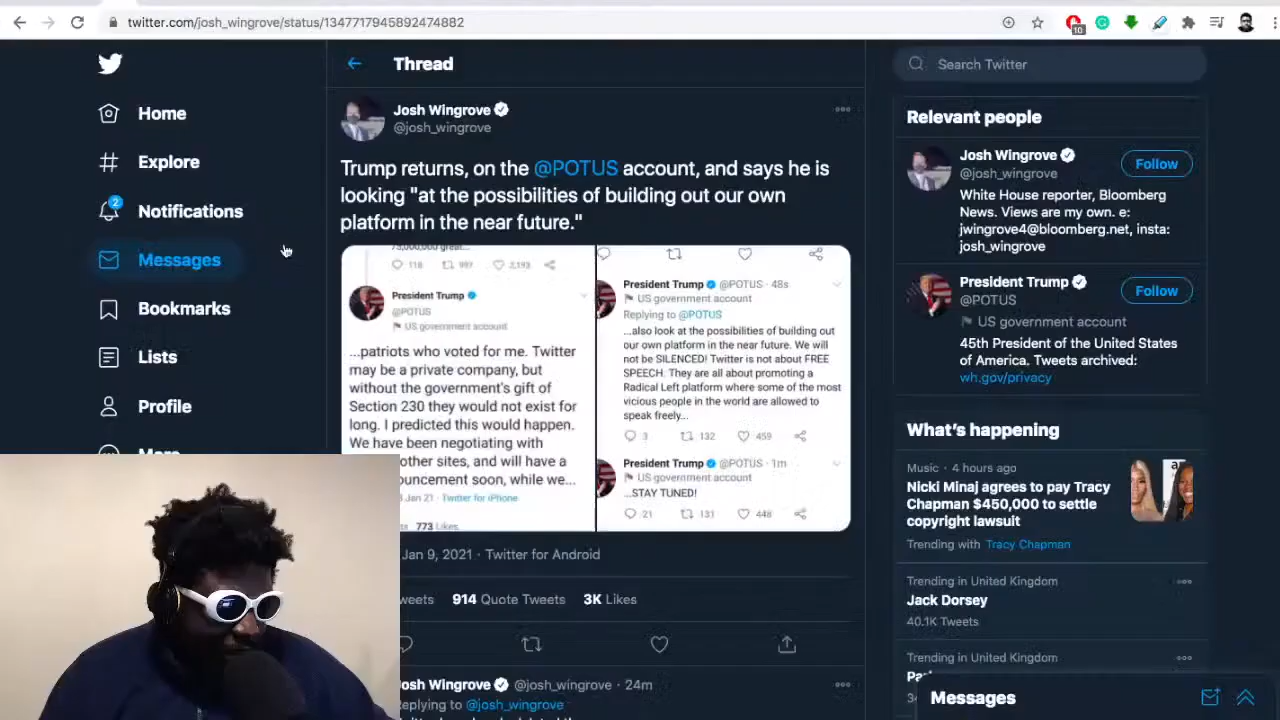 twitter.com/josh_wingrove/status/1347717945892474882
10
Home
Explore
2
Notifications
Messages
Bookmarks
Lists
Profile
More
Thread
Josh Wingrove
@josh_wingrove
Trump returns, on the @POTUS account, and says he is
looking "at the possibilities of building out our own
platform in the near future."
75,000,000 great...
118 997 2,193
President Trump
@POTUS
US government account
...patriots who voted for me. Twitter
may be a private company, but
without the government's gift of
Section 230 they would not exist for
long. I predicted this would happen.
We have been negotiating with
other sites, and will have a
ouncement soon, while we...
Jan 21 · Twitter for iPhone
773 Likes
President Trump @POTUS · 48s
US government account
Replying to @POTUS
...also look at the possibilities of building out
our own platform in the near future. We will
not be SILENCED! Twitter is not about FREE
SPEECH. They are all about promoting a
Radical Left platform where some of the most
vicious people in the world are allowed to
speak freely...
3 132 459
President Trump @POTUS · 1m
US government account
...STAY TUNED!
21 131 448
Jan 9, 2021 · Twitter for Android
weets 914 Quote Tweets 3K Likes
osh Wingrove @josh_wingrove · 24m
eplying to @josh_wingrove
Search Twitter
Relevant people
Josh Wingrove
@josh_wingrove
Follow
White House reporter, Bloomberg
News. Views are my own. e:
jwingrove4@bloomberg.net, insta:
josh_wingrove
President Trump
@POTUS
Follow
US government account
45th President of the United States
of America. Tweets archived:
wh.gov/privacy
What's happening
Music · 4 hours ago
Nicki Minaj agrees to pay Tracy
Chapman $450,000 to settle
copyright lawsuit
Trending with Tracy Chapman
Trending in United Kingdom
Jack Dorsey
40.1K Tweets
Trending in United Kingdom
Messages